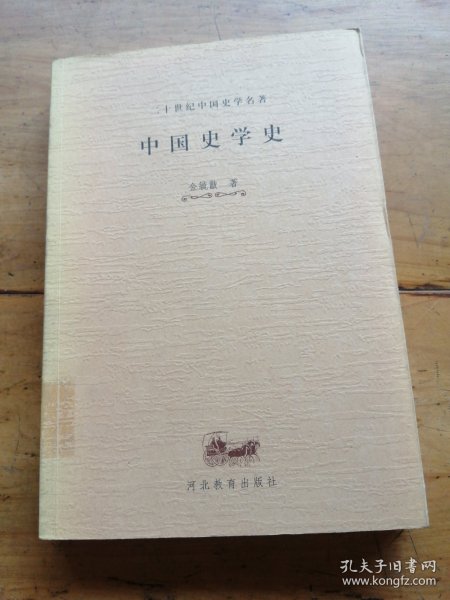 二十世纪中国史学名著
中国史学史
金毓黻 著
河北教育出版社
孔夫子旧书网
www.kongfz.com